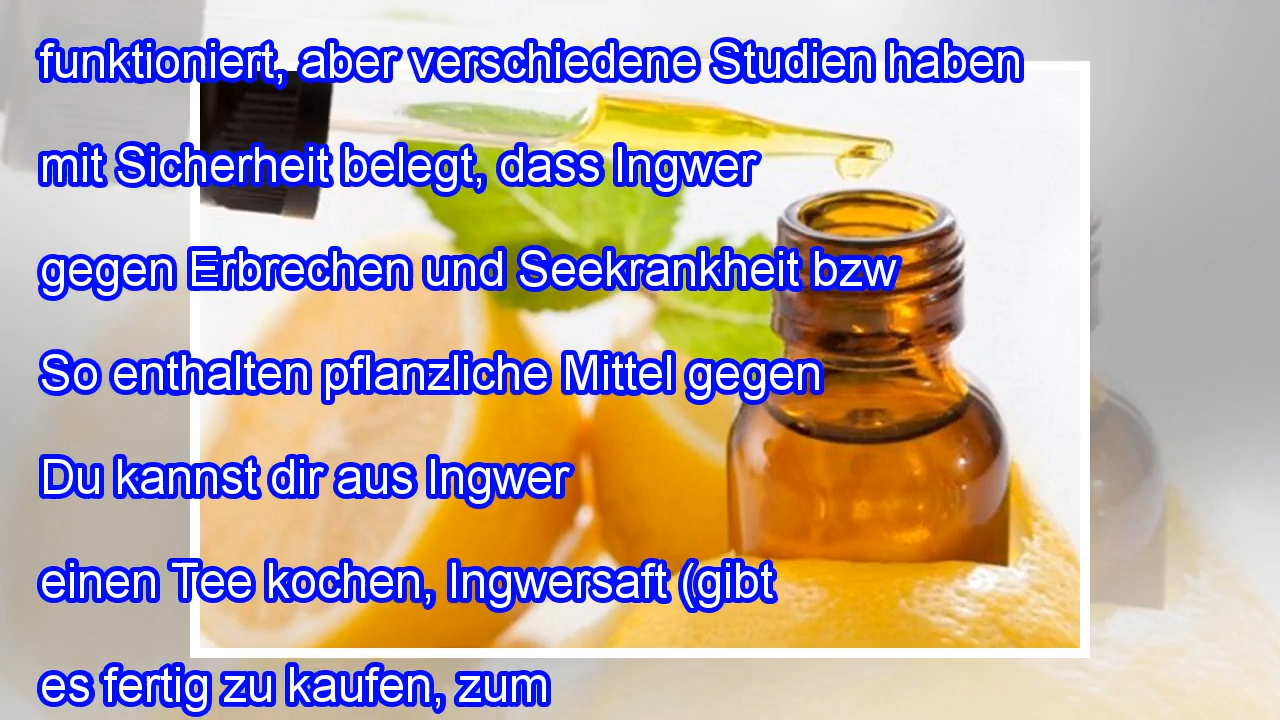 funktioniert, aber verschiedene Studien haben
mit Sicherheit belegt, dass Ingwer
gegen Erbrechen und Seekrankheit bzw
So enthalten pflanzliche Mittel gegen
Du kannst dir aus Ingwer
einen Tee kochen, Ingwersaft (gibt
es fertig zu kaufen, zum